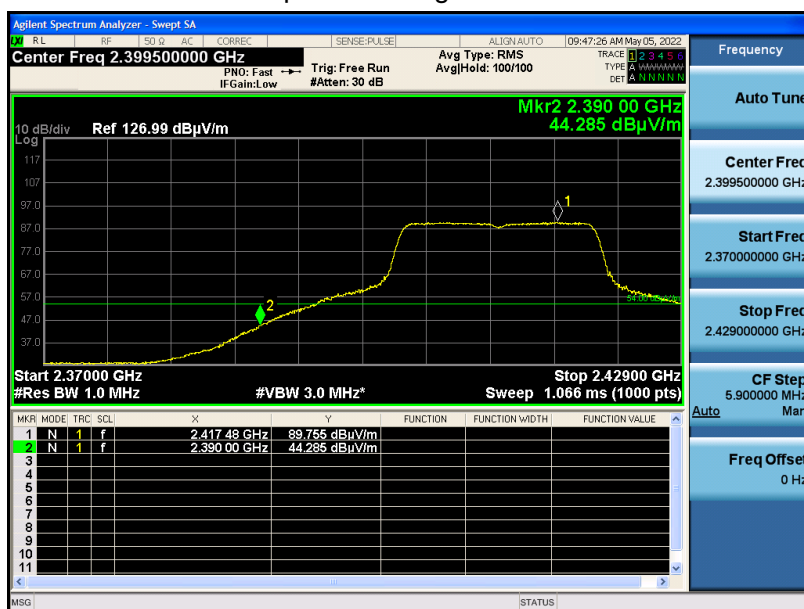 Agilent Spectrum Analyzer - Swept SA
LXI RL RF 50 Ω AC CORREC SENSE:PULSE ALIGN AUTO 09:47:26 AM May 05, 2022
Center Freq 2.399500000 GHz
PNO: Fast
IFGain:Low
Trig: Free Run
#Atten: 30 dB
Avg Type: RMS
Avg|Hold: 100/100
TRACE 1 2 3 4 5 6
TYPE A WWWWW
DET A N N N N N
Mkr2 2.390 00 GHz
44.285 dBµV/m
10 dB/div Ref 126.99 dBµV/m
Log
117
107
97.0
87.0
77.0
67.0
57.0
47.0
37.0
1
2
54.00 dBµV/m
Start 2.37000 GHz Stop 2.42900 GHz
#Res BW 1.0 MHz #VBW 3.0 MHz* Sweep 1.066 ms (1000 pts)
MKR MODE TRC SCL X Y FUNCTION FUNCTION WIDTH FUNCTION VALUE
1 N 1 f 2.417 48 GHz 89.755 dBµV/m
2 N 1 f 2.390 00 GHz 44.285 dBµV/m
3
4
5
6
7
8
9
10
11
MSG STATUS
Frequency
Auto Tune
Center Freq
2.399500000 GHz
Start Freq
2.370000000 GHz
Stop Freq
2.429000000 GHz
CF Step
5.900000 MHz
Auto Man
Freq Offset
0 Hz